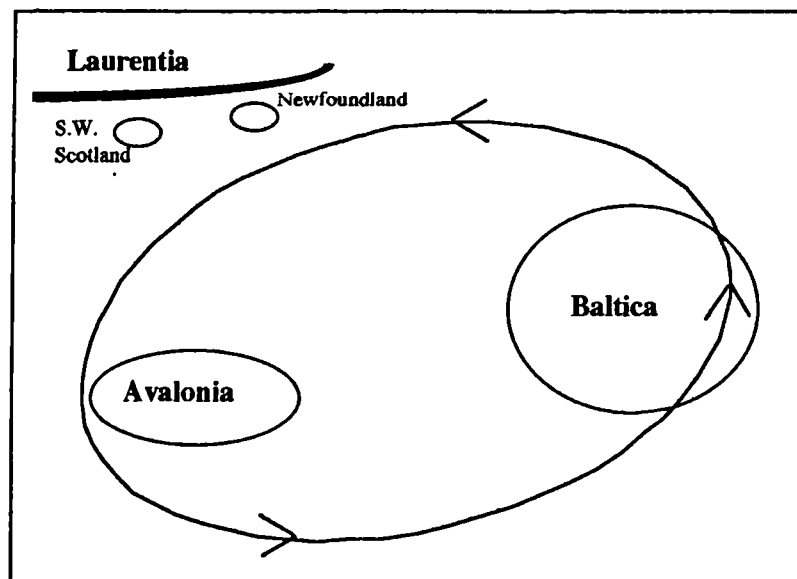 Laurentia
Newfoundland
S.W.
Scotland
Baltica
Avalonia